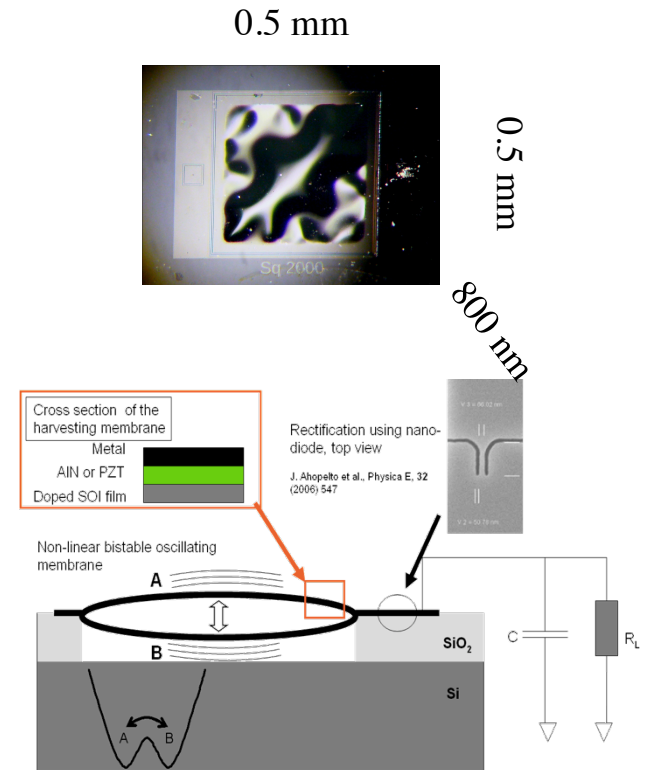 0.5 mm
0.5 mm
Sq 2000
800 nm
Cross section of the
harvesting membrane
Metal
AlN or PZT
Doped SOI film
Rectification using nano-
diode, top view
J. Ahopelto et al., Physica E, 32
(2006) 547
Non-linear bistable oscillating
membrane
A
B
SiO₂
Si
A B
C
R_L